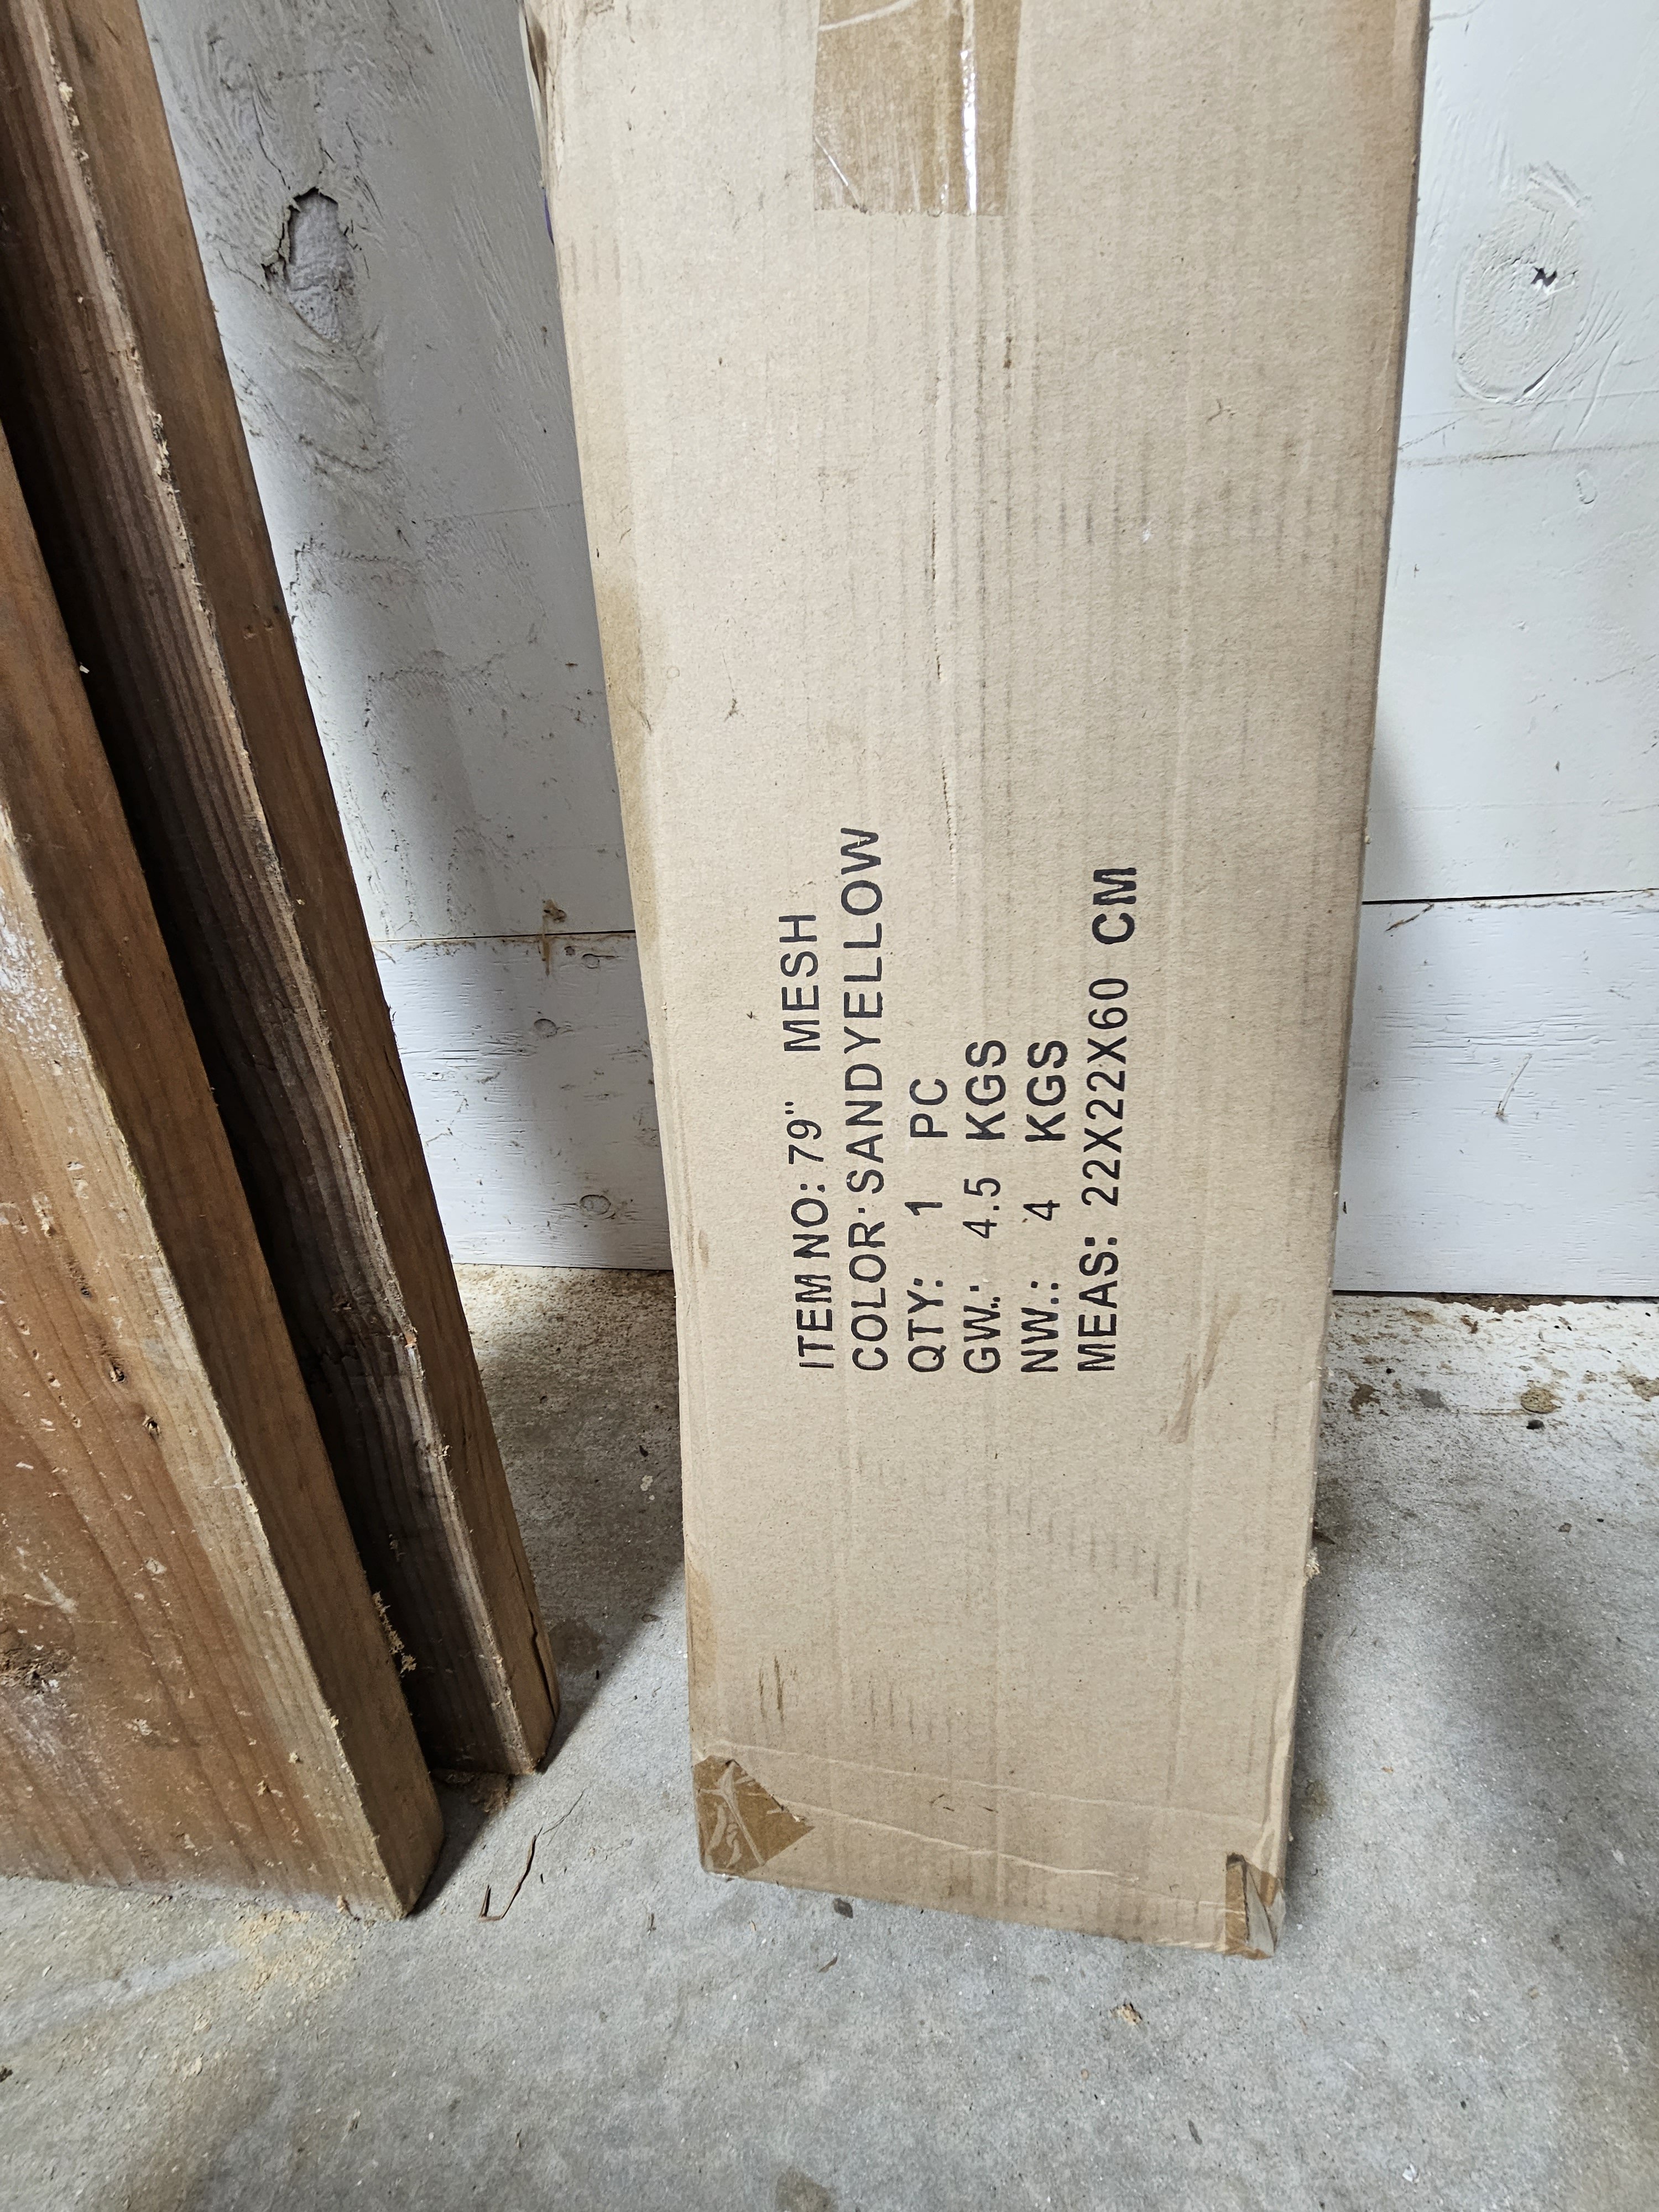 ITEM NO: 79" MESH
COLOR: SANDYELLOW
QTY: 1 PC
GW.: 4.5 KGS
NW.: 4 KGS
MEAS: 22X22X60 CM